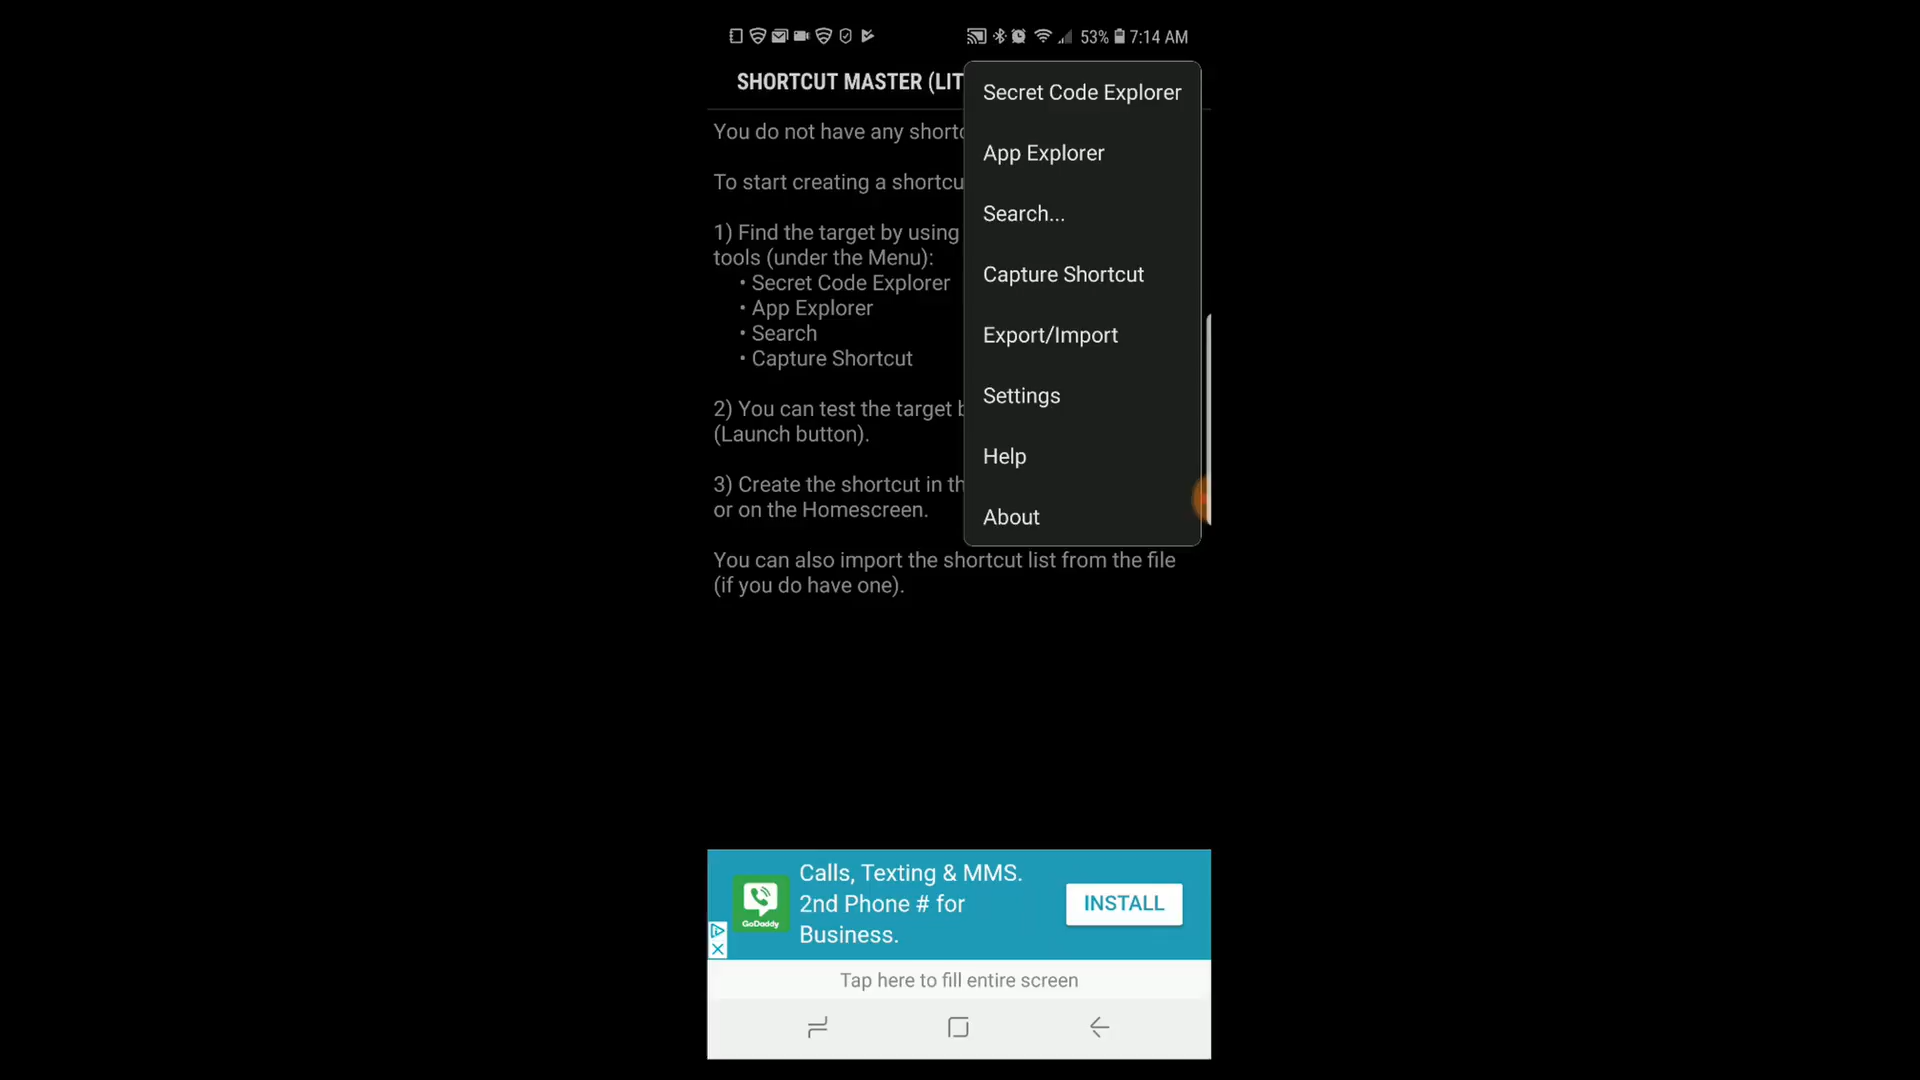 53% 7:14 AM
SHORTCUT MASTER (LIT
You do not have any shortc
To start creating a shortcu
1) Find the target by using
tools (under the Menu):
• Secret Code Explorer
• App Explorer
• Search
• Capture Shortcut
2) You can test the target b
(Launch button).
3) Create the shortcut in th
or on the Homescreen.
You can also import the shortcut list from the file
(if you do have one).
Secret Code Explorer
App Explorer
Search...
Capture Shortcut
Export/Import
Settings
Help
About
GoDaddy
Calls, Texting & MMS.
2nd Phone # for
Business.
INSTALL
Tap here to fill entire screen